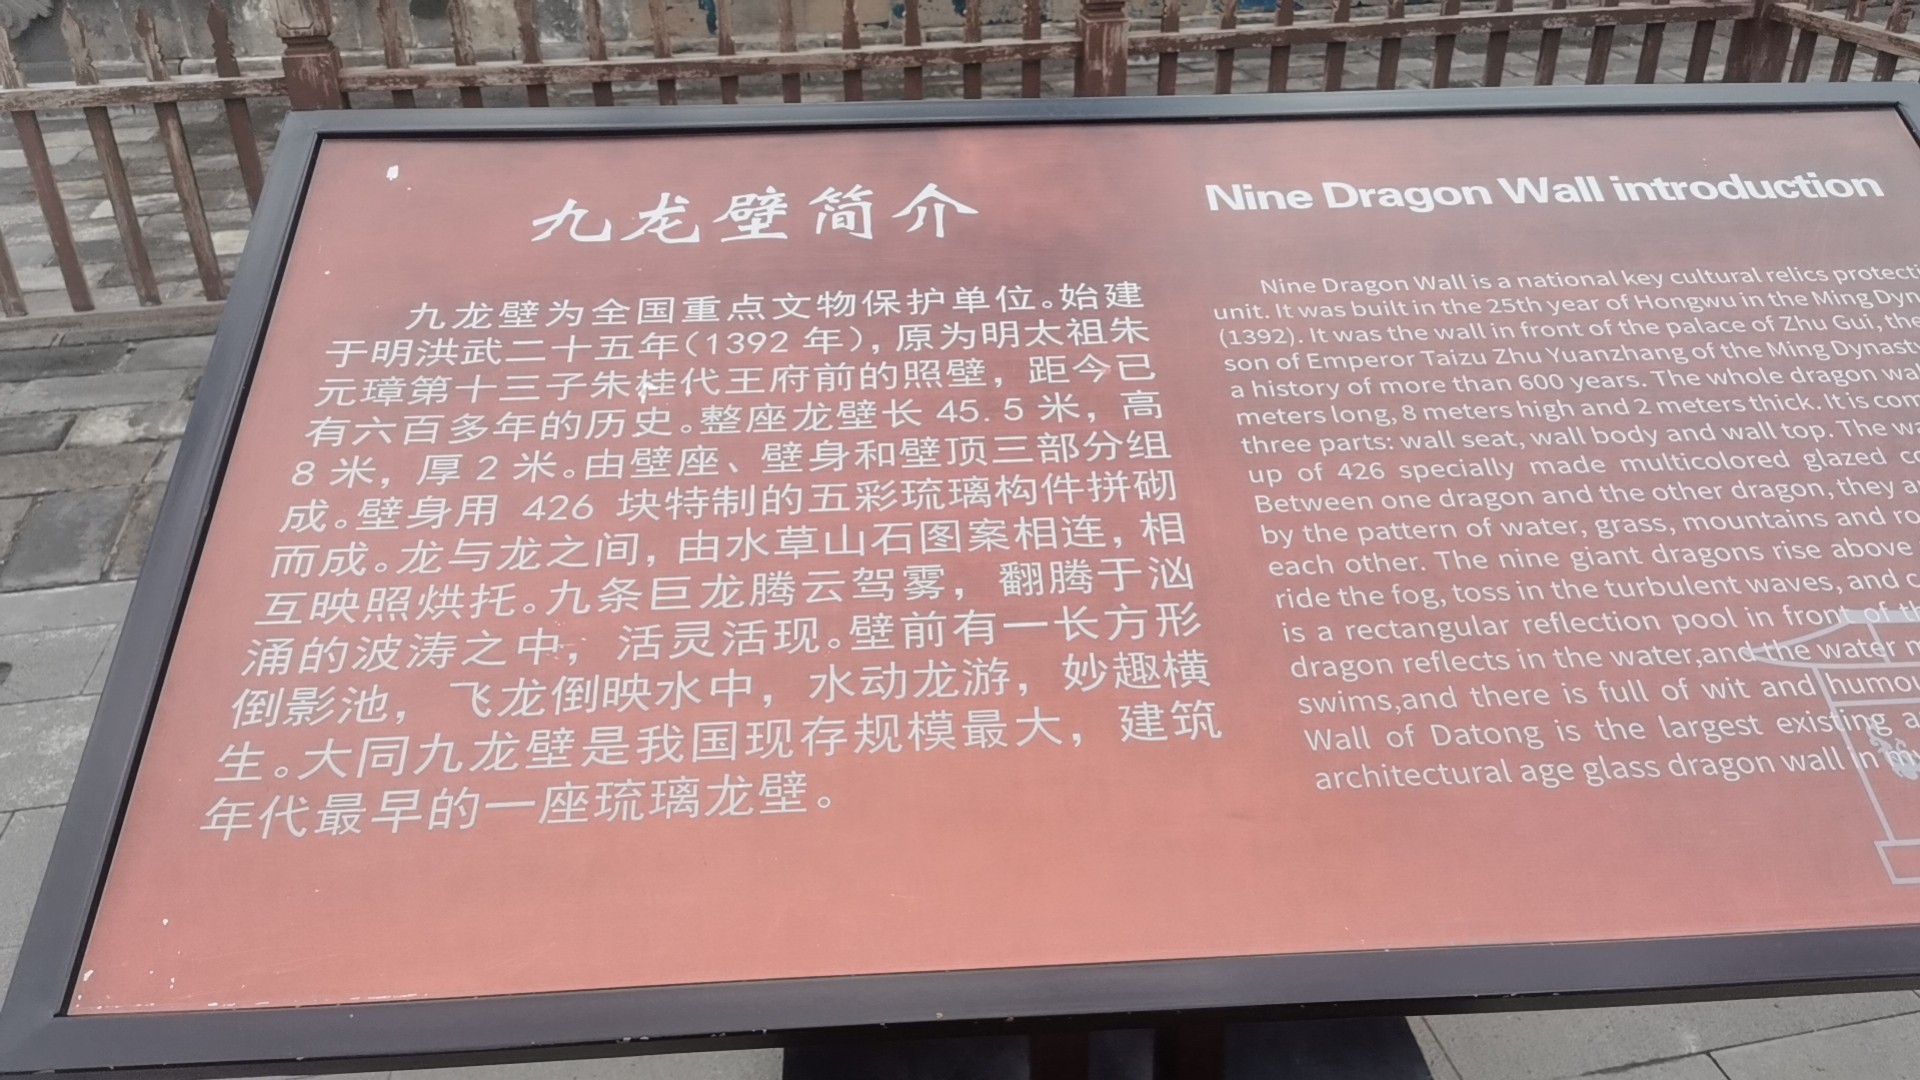 九龙壁简介
九龙壁为全国重点文物保护单位。始建
于明洪武二十五年（1392 年），原为明太祖朱
元璋第十三子朱桂代王府前的照壁，距今已
有六百多年的历史。整座龙壁长 45.5 米，高
8 米，厚 2 米。由壁座、壁身和壁顶三部分组
成。壁身用 426 块特制的五彩琉璃构件拼砌
而成。龙与龙之间，由水草山石图案相连，相
互映照烘托。九条巨龙腾云驾雾，翻腾于汹
涌的波涛之中，活灵活现。壁前有一长方形
倒影池，飞龙倒映水中，水动龙游，妙趣横
生。大同九龙壁是我国现存规模最大，建筑
年代最早的一座琉璃龙壁。
Nine Dragon Wall introduction
Nine Dragon Wall is a national key cultural relics
unit. It was built in the 25th year of Hongwu in the Ming
(1392). It was the wall in front of the palace of Zhu Gui, the
son of Emperor Taizu Zhu Yuanzhang of the Ming Dynasty
a history of more than 600 years. The whole dragon
meters long, 8 meters high and 2 meters thick. It is
three parts: wall seat, wall body and wall top. The
up of 426 specially made multicolored glazed
Between one dragon and the other dragon, they
by the pattern of water, grass, mountains and
each other. The nine giant dragons rise above
ride the fog, toss in the turbulent waves, and
is a rectangular reflection pool in front of
dragon reflects in the water,and the water
swims,and there is full of wit and
Wall of Datong is the largest existing
architectural age glass dragon wall in